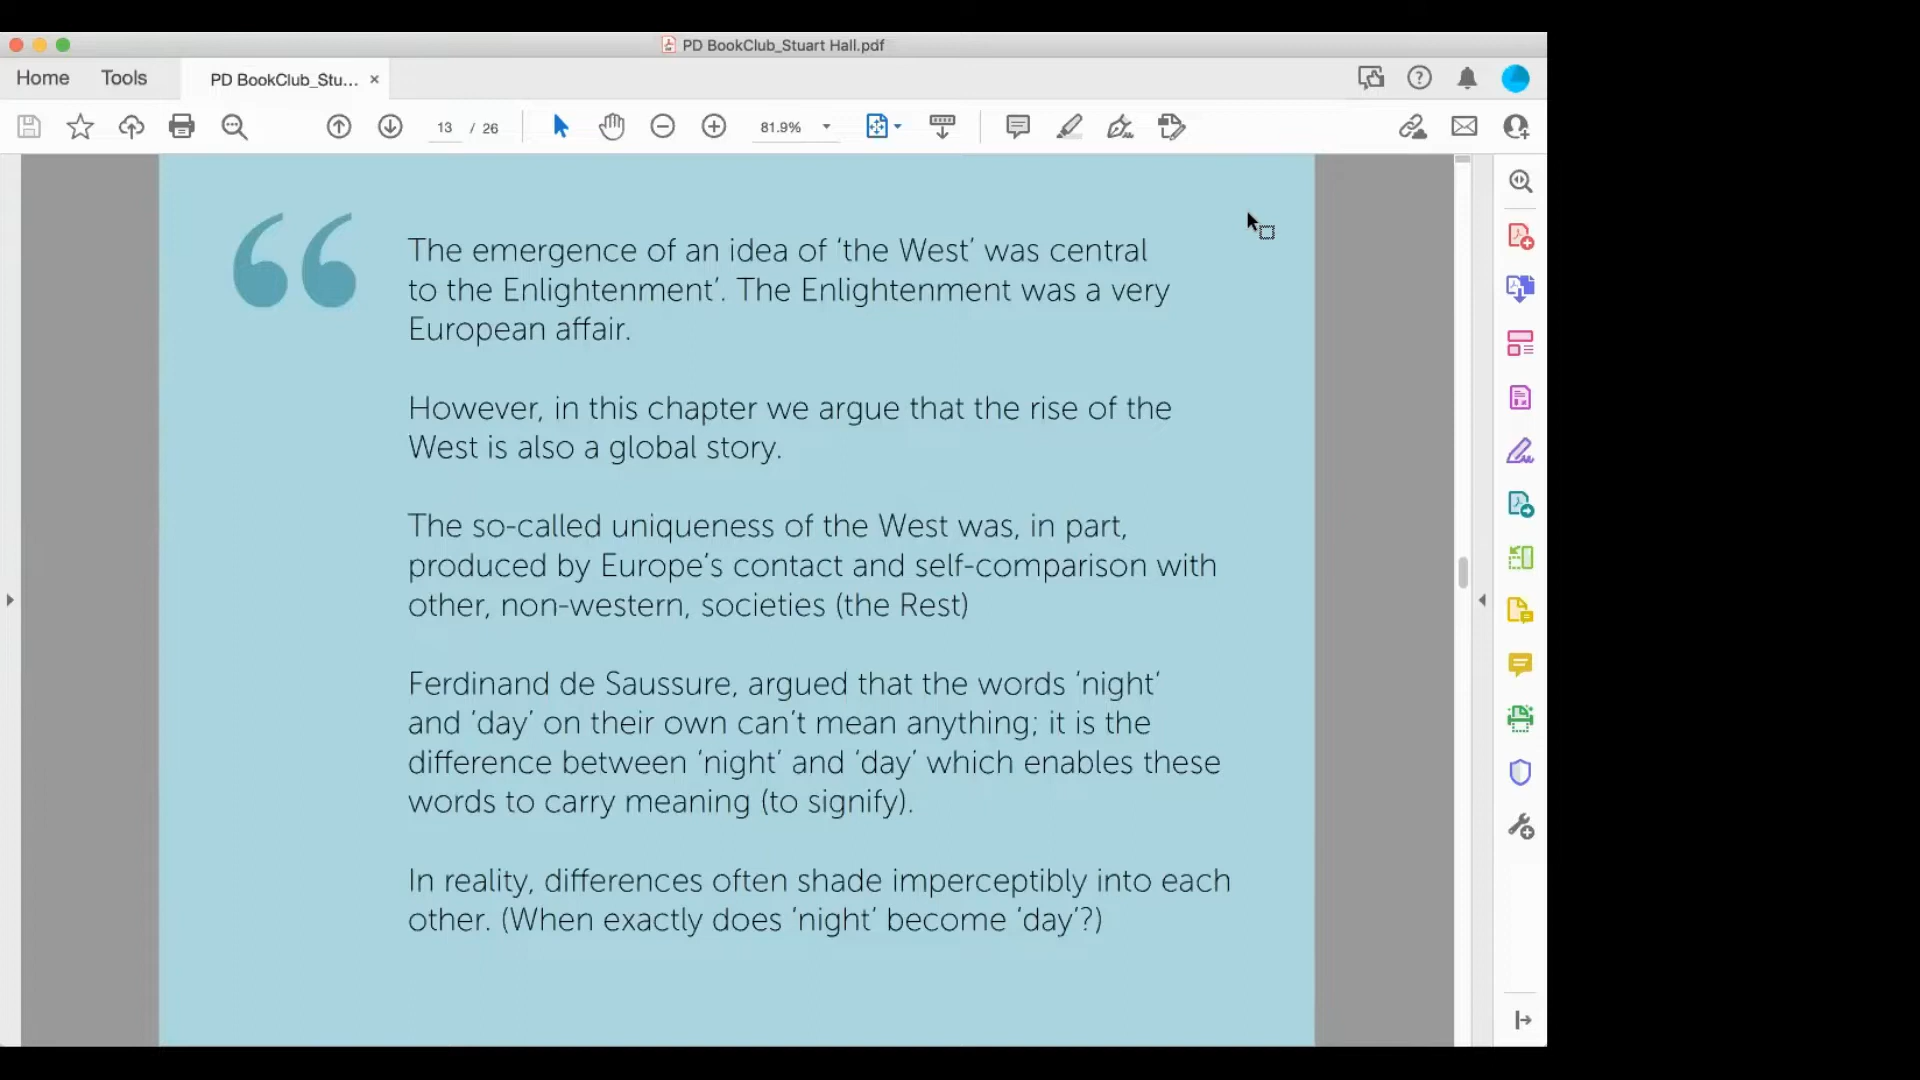 PD BookClub_Stuart Hall.pdf
Home
Tools
PD BookClub_Stu... ×
13 / 26
81.9%
“
The emergence of an idea of ‘the West’ was central
to the Enlightenment’. The Enlightenment was a very
European affair.
However, in this chapter we argue that the rise of the
West is also a global story.
The so-called uniqueness of the West was, in part,
produced by Europe’s contact and self-comparison with
other, non-western, societies (the Rest)
Ferdinand de Saussure, argued that the words ‘night’
and ‘day’ on their own can’t mean anything; it is the
difference between ‘night’ and ‘day’ which enables these
words to carry meaning (to signify).
In reality, differences often shade imperceptibly into each
other. (When exactly does ‘night’ become ‘day’?)